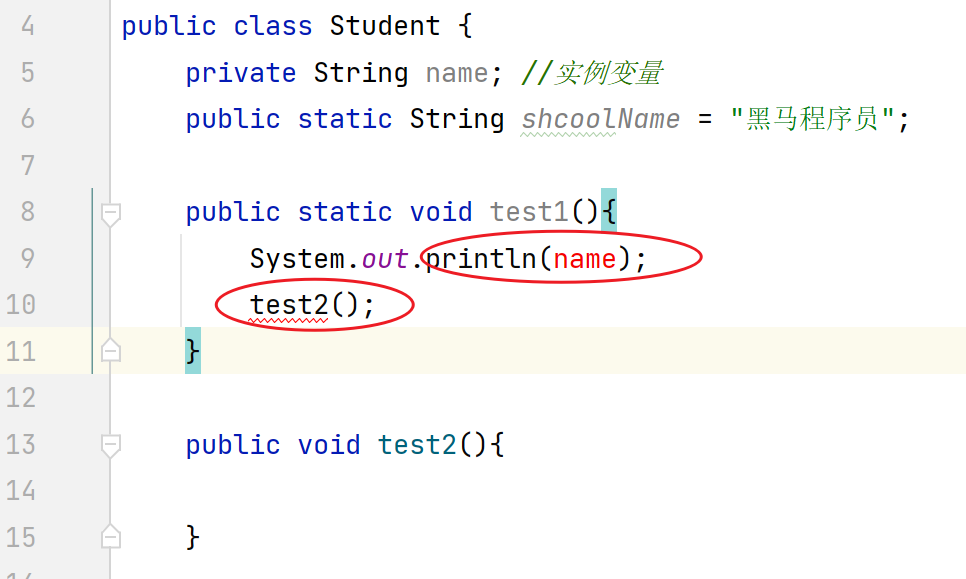 4 public class Student {
5 private String name; //实例变量
6 public static String shcoolName = "黑马程序员";
7
8 public static void test1(){
9 System.out.println(name);
10 test2();
11 }
12
13 public void test2(){
14
15 }